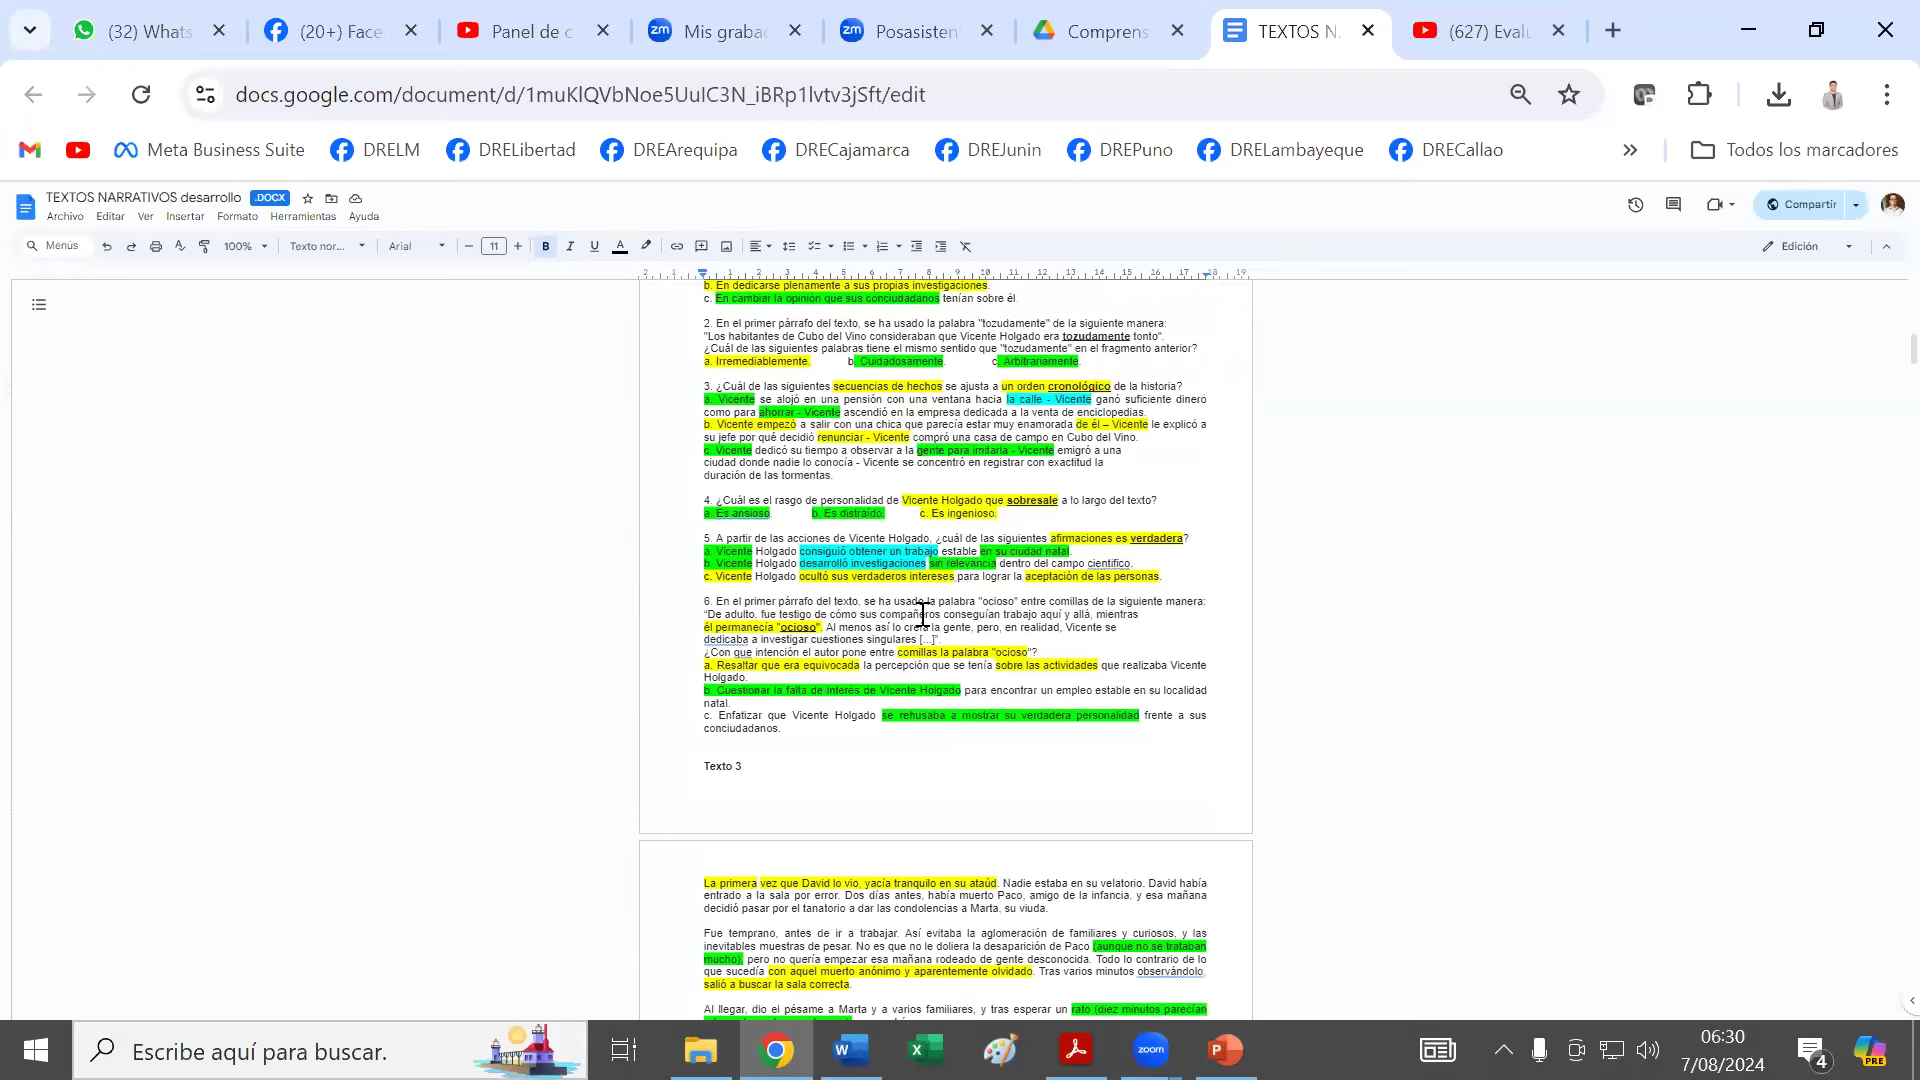 (32) Whats
(20+) Face
Panel de c
Mis graba
Posasisten
Comprens
TEXTOS N
(627) Evalu
docs.google.com/document/d/1muKlQVbNoe5UuIC3N_iBRp1lvtv3jSft/edit
Meta Business Suite
DRELM
DRELibertad
DREArequipa
DRECajamarca
DREJunin
DREPuno
DRELambayeque
DRECallao
Todos los marcadores
TEXTOS NARRATIVOS desarrollo .DOCX
Archivo Editar Ver Insertar Formato Herramientas Ayuda
Compartir
Menús 100% Texto nor... Arial 11 Edición
2 1 1 2 3 4 5 6 7 8 9 10 11 12 13 14 15 16 17 18 19
b. En dedicarse plenamente a sus propias investigaciones.
c. En cambiar la opinión que sus conciudadanos tenían sobre él.
2. En el primer párrafo del texto, se ha usado la palabra "tozudamente" de la siguiente manera:
"Los habitantes de Cubo del Vino consideraban que Vicente Holgado era tozudamente tonto".
¿Cuál de las siguientes palabras tiene el mismo sentido que "tozudamente" en el fragmento anterior?
a. Irremediablemente. b. Cuidadosamente. c. Arbitrariamente.
3. ¿Cuál de las siguientes secuencias de hechos se ajusta a un orden cronológico de la historia?
a. Vicente se alojó en una pensión con una ventana hacia la calle - Vicente ganó suficiente dinero
como para ahorrar - Vicente ascendió en la empresa dedicada a la venta de enciclopedias.
b. Vicente empezó a salir con una chica que parecía estar muy enamorada de él – Vicente le explicó a
su jefe por qué decidió renunciar - Vicente compró una casa de campo en Cubo del Vino.
c. Vicente dedicó su tiempo a observar a la gente para imitarla - Vicente emigró a una
ciudad donde nadie lo conocía - Vicente se concentró en registrar con exactitud la
duración de las tormentas.
4. ¿Cuál es el rasgo de personalidad de Vicente Holgado que sobresale a lo largo del texto?
a. Es ansioso. b. Es distraído. c. Es ingenioso.
5. A partir de las acciones de Vicente Holgado, ¿cuál de las siguientes afirmaciones es verdadera?
a. Vicente Holgado consiguió obtener un trabajo estable en su ciudad natal.
b. Vicente Holgado desarrolló investigaciones sin relevancia dentro del campo cientifico.
c. Vicente Holgado ocultó sus verdaderos intereses para lograr la aceptación de las personas.
6. En el primer párrafo del texto, se ha usado la palabra "ocioso" entre comillas de la siguiente manera:
"De adulto, fue testigo de cómo sus compañeros conseguían trabajo aquí y allá, mientras
él permanecía "ocioso". Al menos así lo creía la gente, pero, en realidad, Vicente se
dedicaba a investigar cuestiones singulares [...]".
¿Con que intención el autor pone entre comillas la palabra "ocioso"?
a. Resaltar que era equivocada la percepción que se tenía sobre las actividades que realizaba Vicente
Holgado.
b. Cuestionar la falta de interés de Vicente Holgado para encontrar un empleo estable en su localidad
natal.
c. Enfatizar que Vicente Holgado se rehusaba a mostrar su verdadera personalidad frente a sus
conciudadanos.
Texto 3
La primera vez que David lo vio, yacía tranquilo en su ataúd. Nadie estaba en su velatorio. David había
entrado a la sala por error. Dos días antes, había muerto Paco, amigo de la infancia, y esa mañana
decidió pasar por el tanatorio a dar las condolencias a Marta, su viuda.
Fue temprano, antes de ir a trabajar. Así evitaba la aglomeración de familiares y curiosos, y las
inevitables muestras de pesar. No es que no le doliera la desaparición de Paco (aunque no se trataban
mucho), pero no quería empezar esa mañana rodeado de gente desconocida. Todo lo contrario de lo
que sucedía con aquel muerto anónimo y aparentemente olvidado. Tras varios minutos observándolo,
salió a buscar la sala correcta.
Al llegar, dio el pésame a Marta y a varios familiares, y tras esperar un rato (diez minutos parecían
Escribe aquí para buscar.
06:30
7/08/2024
4